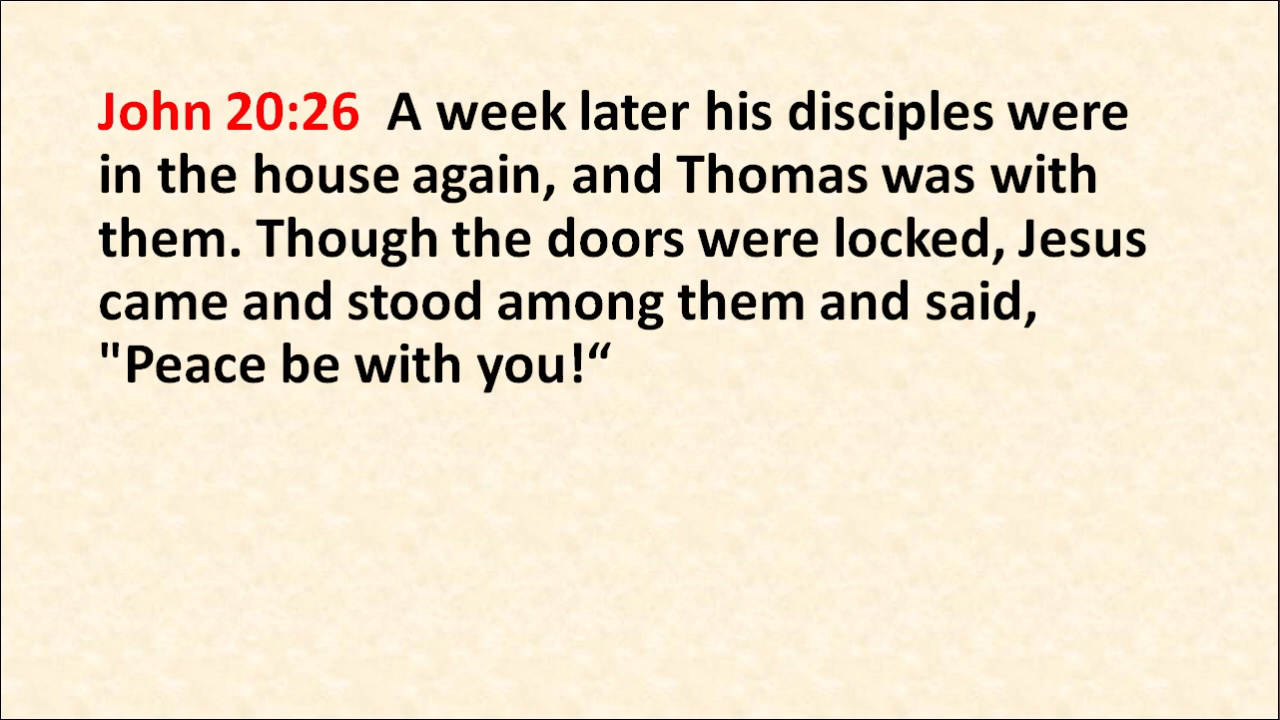 John 20:26  A week later his disciples were
in the house again, and Thomas was with
them. Though the doors were locked, Jesus
came and stood among them and said,
"Peace be with you!“